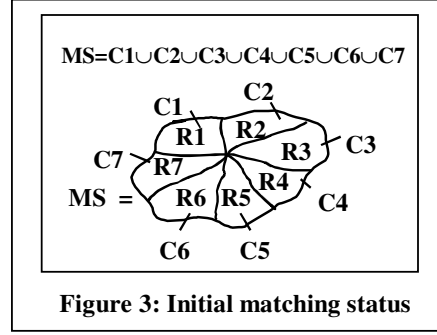 MS=C1∪C2∪C3∪C4∪C5∪C6∪C7
C1 C2
R1 R2
R3 C3
C7 R7
R4
MS = R6 R5 C4
C6 C5
Figure 3: Initial matching status